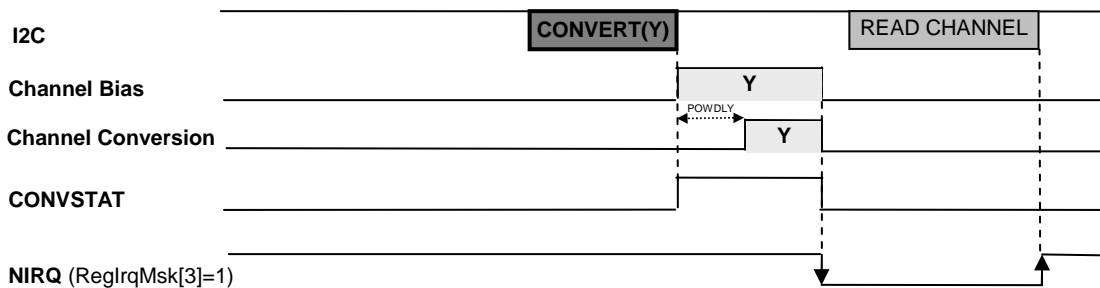 I2C CONVERT(Y) READ CHANNEL
Channel Bias Y
POWDLY
Channel Conversion Y
CONVSTAT
NIRQ (RegIrqMsk[3]=1)